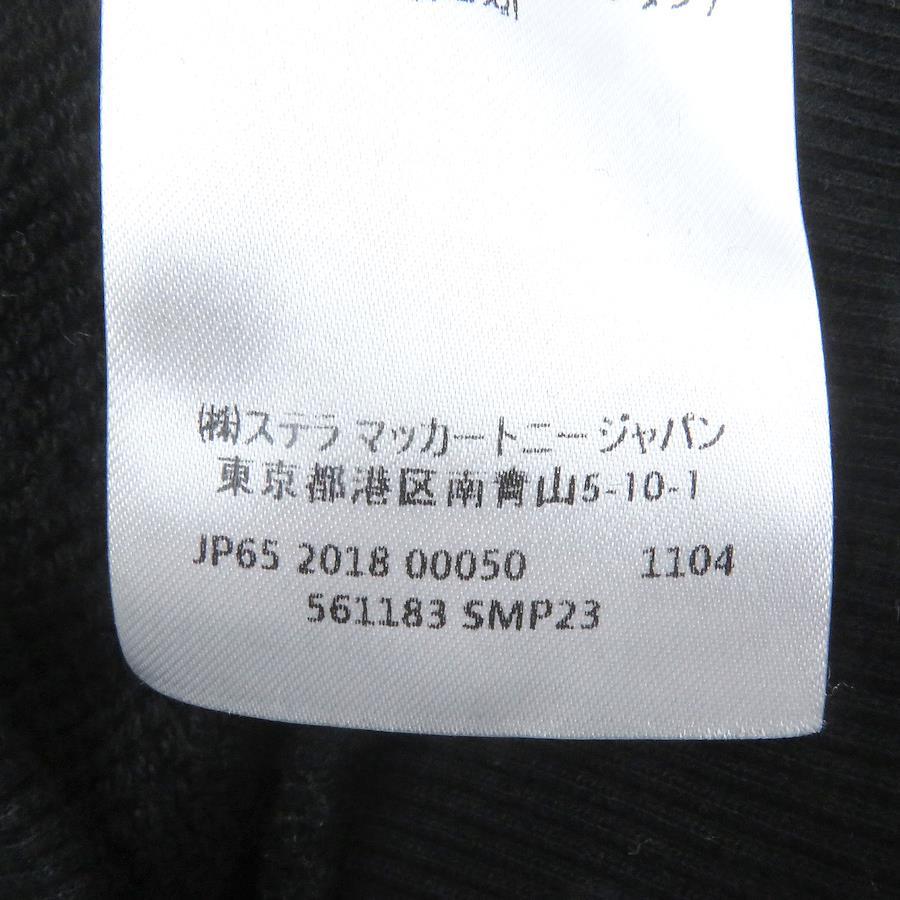 (株)ステラ マッカートニージャパン
東京都港区南青山5-10-1
JP65 2018 00050 1104
561183 SMP23